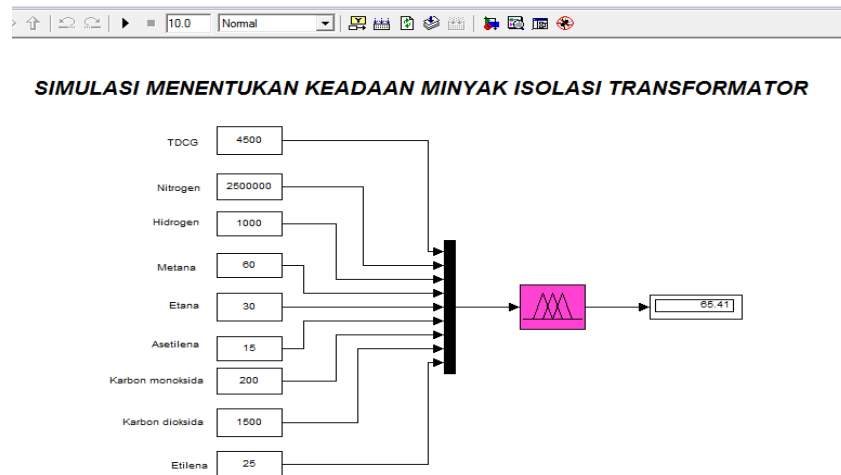 10.0 Normal
SIMULASI MENENTUKAN KEADAAN MINYAK ISOLASI TRANSFORMATOR
TDCG 4500
Nitrogen 2500000
Hidrogen 1000
Metana 60
Etana 30
65.41
Asetilena 15
Karbon monoksida 200
Karbon dioksida 1500
Etilena 25